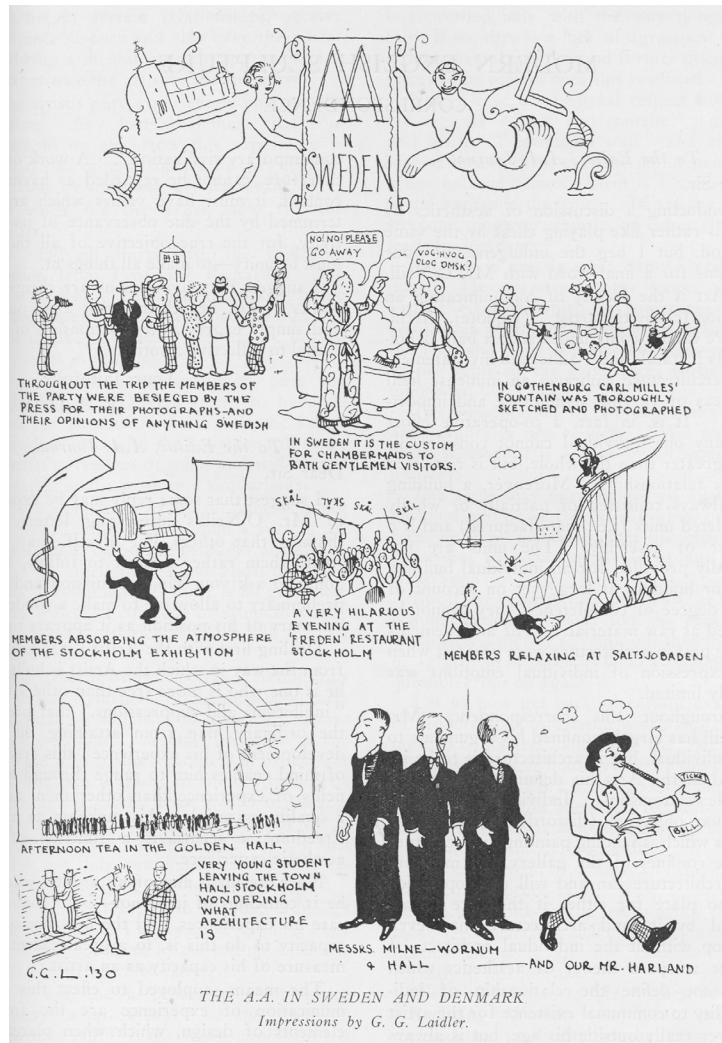 AA
IN
SWEDEN
THROUGHOUT THE TRIP THE MEMBERS OF
THE PARTY WERE BESIEGED BY THE
PRESS FOR THEIR PHOTOGRAPHS-AND
THEIR OPINIONS OF ANYTHING SWEDISH
NO! NO! PLEASE
GO AWAY
VOG-HVOG
CLOG OMSK?
IN SWEDEN IT IS THE CUSTOM
FOR CHAMBERMAIDS TO
BATH GENTLEMEN VISITORS.
IN GOTHENBURG CARL MILLES'
FOUNTAIN WAS THOROUGHLY
SKETCHED AND PHOTOGRAPHED
MEMBERS ABSORBING THE ATMOSPHERE
OF THE STOCKHOLM EXHIBITION
SKÅL SKÅL SKÅL SKÅL
A VERY HILARIOUS
EVENING AT THE
'FREDEN' RESTAURANT
STOCKHOLM
MEMBERS RELAXING AT SALTSJOBADEN
AFTERNOON TEA IN THE GOLDEN HALL
VERY YOUNG STUDENT
LEAVING THE TOWN
HALL STOCKHOLM
WONDERING
WHAT
ARCHITECTURE
IS
G.G.L. '30
MESSRS. MILNE - WORNUM
& HALL
TICKET
BILL
AND OUR MR. HARLAND
THE A.A. IN SWEDEN AND DENMARK
Impressions by G. G. Laidler.